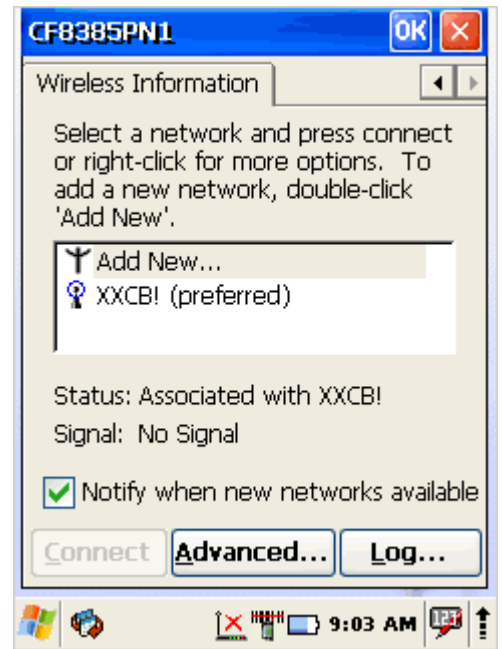 CF8385PN1
OK
Wireless Information
Select a network and press connect
or right-click for more options. To
add a new network, double-click
'Add New'.
Add New...
XXCB! (preferred)
Status: Associated with XXCB!
Signal: No Signal
Notify when new networks available
Connect Advanced... Log...
9:03 AM
123